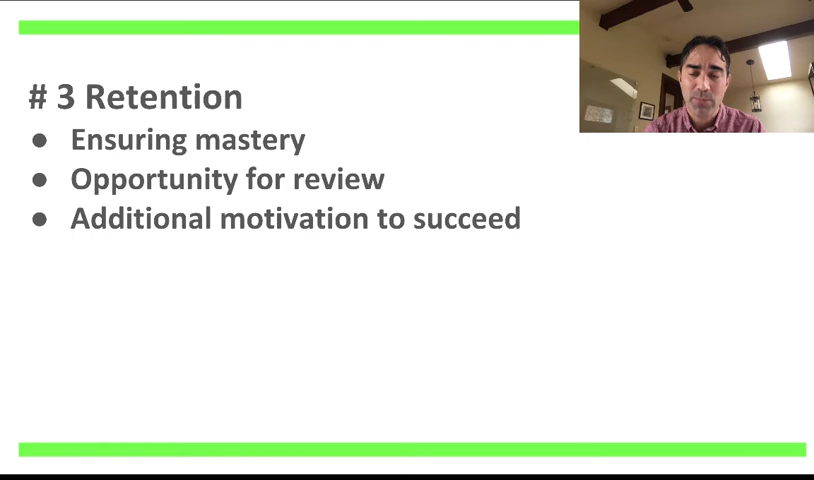 # 3 Retention
● Ensuring mastery
● Opportunity for review
● Additional motivation to succeed